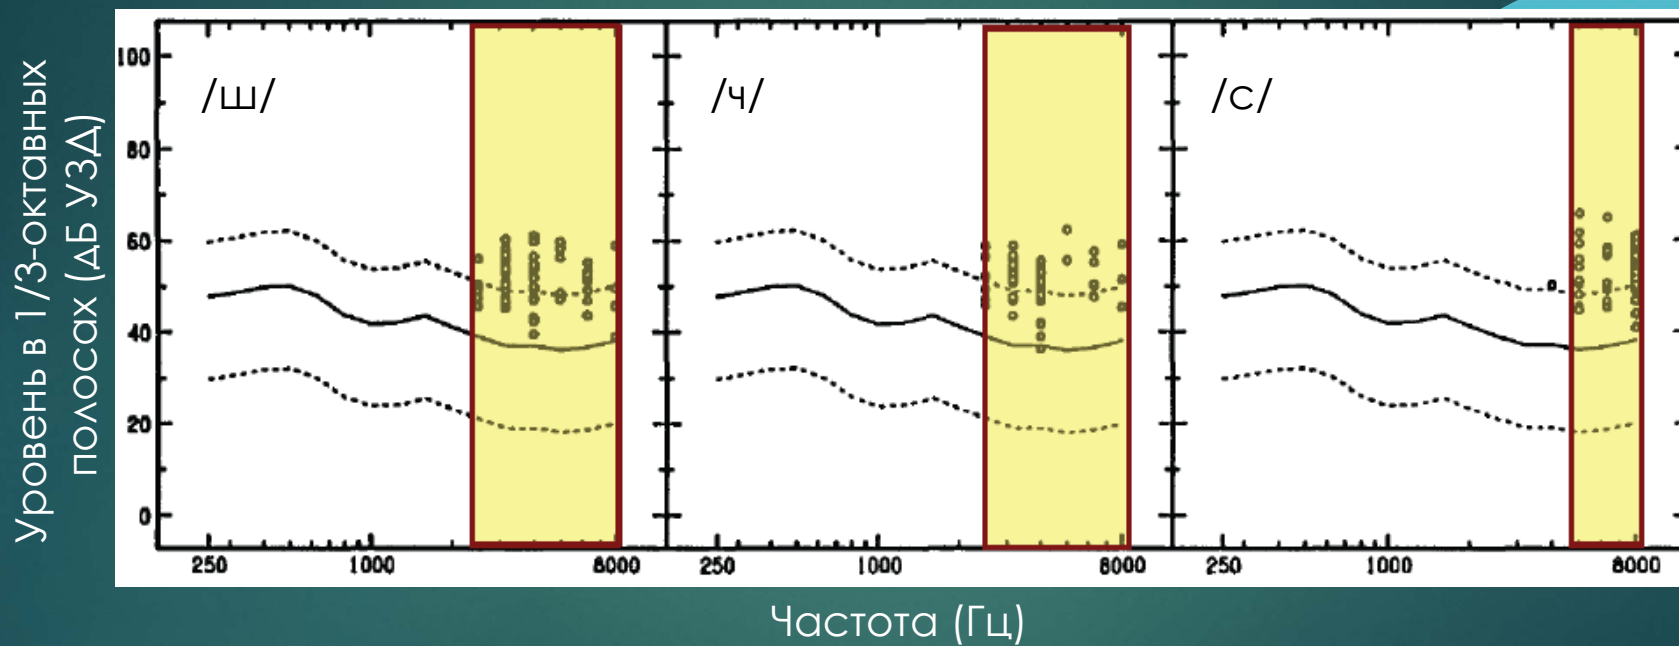 Уровень в 1/3-октавных
полосах (дБ УЗД)
100
80
60
40
20
0
/ш/
/ч/
/с/
250 1000 8000
250 1000 8000
250 1000 8000
Частота (Гц)